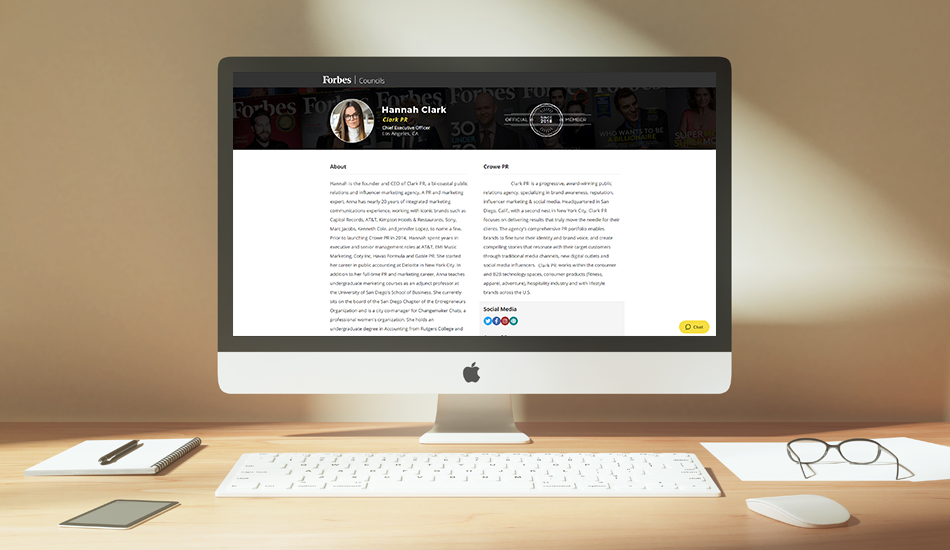 Forbes | Councils
Hannah Clark
Clark PR
Chief Executive Officer
Los Angeles, CA
OFFICIAL
SINCE
2018
MEMBER
Forbes
30
WHO WANTS TO BE
A BILLIONAIRE
About
Hannah is the founder and CEO of Clark PR, a bi-coastal public
relations and influencer marketing agency. A PR and marketing
expert, Anna has nearly 20 years of integrated marketing
communications experience, working with iconic brands such as
Capitol Records, AT&T, Kimpton Hotels & Restaurants, Sony,
Marc Jacobs, Kenneth Cole, and Jennifer Lopez, to name a few.
Prior to launching Crowe PR in 2014, Hannah spent years in
executive and senior management roles at AT&T, EMI Music
Marketing, Coty Inc, Havas Formula and Gable PR. She started
her career in public accounting at Deloitte in New York City. In
addition to her full-time PR and marketing career, Anna teaches
undergraduate marketing courses as an adjunct professor at
the University of San Diego's School of Business. She currently
sits on the board of the San Diego Chapter of the Entrepreneurs
Organization and is a city co-manager for Changemaker Chats, a
professional women's organization. She holds an
undergraduate degree in Accounting from Rutgers College and
Crowe PR
Clark PR is a progressive, award-winning public
relations agency, specializing in branding, reputation,
influencer marketing & social media. Headquartered in San
Diego, Calif., with a second ness in New York City, Clark PR
focuses on delivering results that truly move the needle for their
clients. The agency's comprehensive PR portfolio enables
brands to fine tune their identity and brand voice, and create
compelling stories that resonate with their target customers
through traditional media channels, new digital outlets and
social media influencers. Clark PR works within the consumer
and B2B technology spaces, consumer products (fitness,
apparel, adventure), hospitality industry and with lifestyle
brands across the U.S.
Social Media
Chat